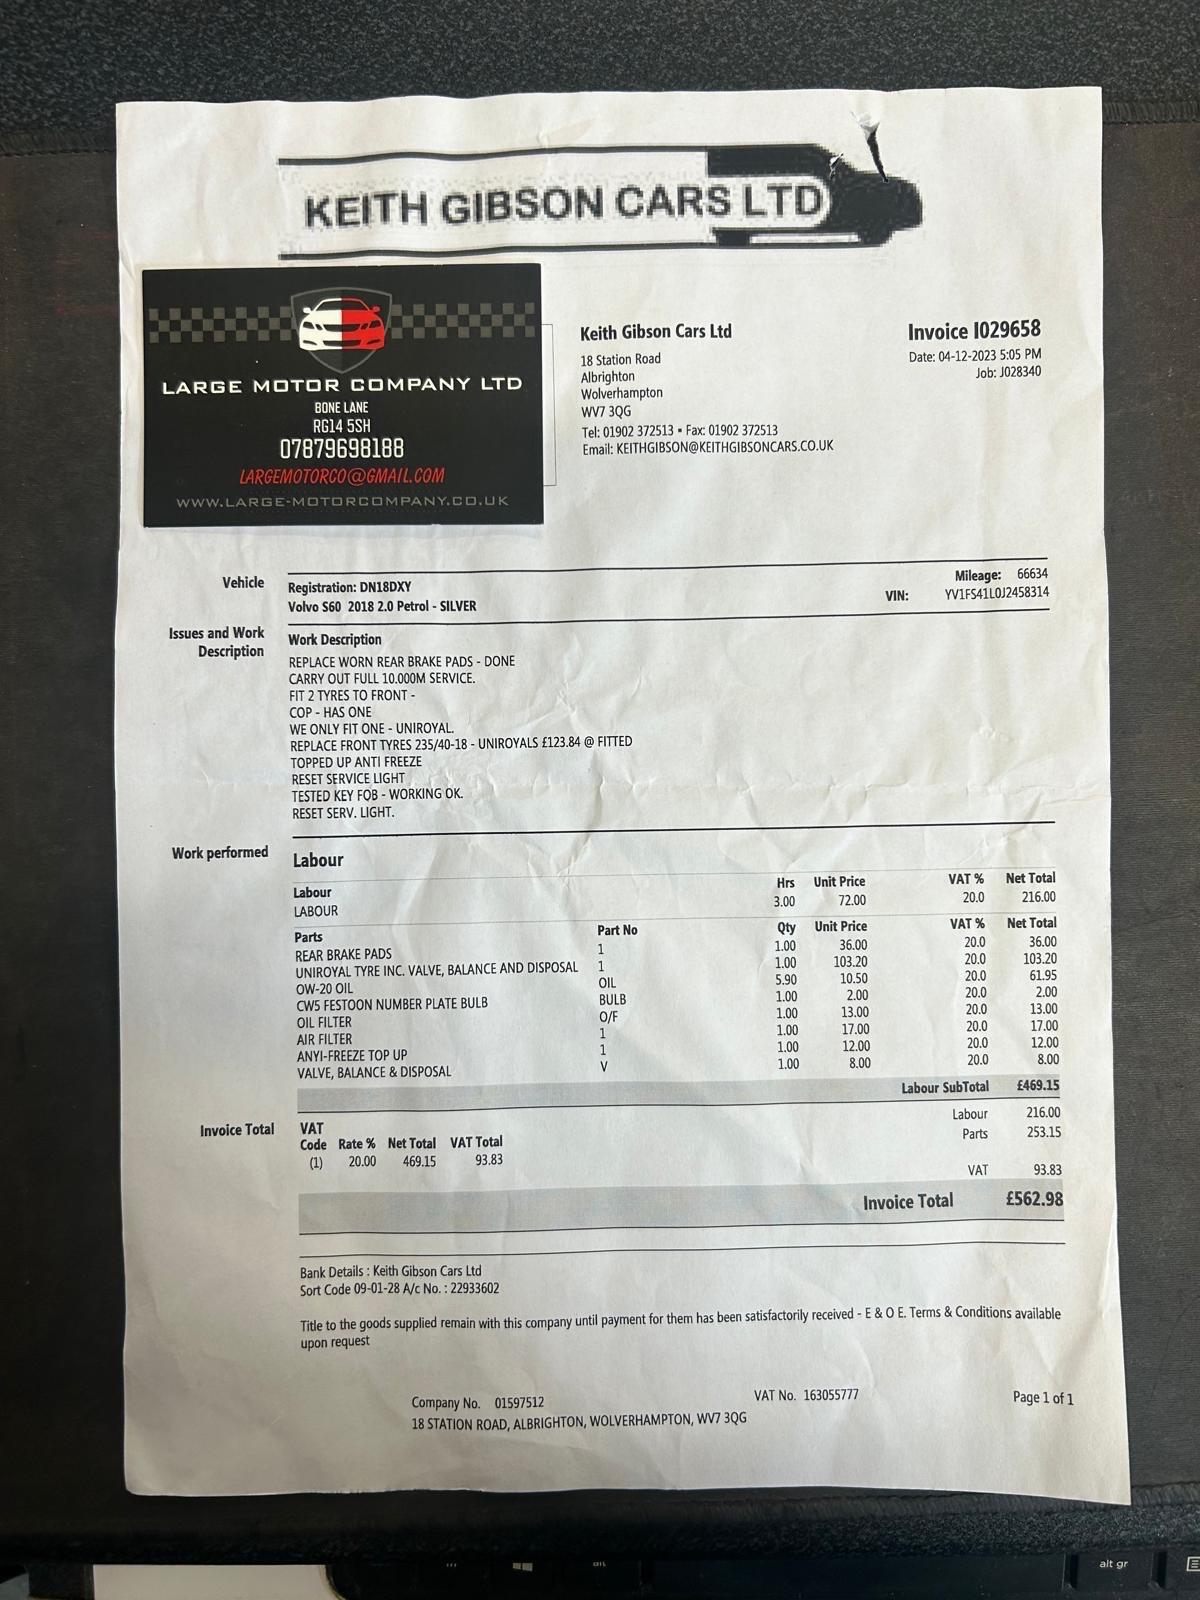 KEITH GIBSON CARS LTD
LARGE MOTOR COMPANY LTD
BONE LANE
RG14 5SH
07879698188
LARGEMOTORCO@GMAIL.COM
WWW.LARGE-MOTORCOMPANY.CO.UK
Keith Gibson Cars Ltd
18 Station Road
Albrighton
Wolverhampton
WV7 3QG
Tel: 01902 372513 • Fax: 01902 372513
Email: KEITHGIBSON@KEITHGIBSONCARS.CO.UK
Invoice I029658
Date: 04-12-2023 5:05 PM
Job: J028340
Vehicle
Registration: DN18DXY
Volvo S60 2018 2.0 Petrol - SILVER
Mileage: 66634
VIN: YV1FS41L0J2458314
Issues and Work
Description
Work Description
REPLACE WORN REAR BRAKE PADS - DONE
CARRY OUT FULL 10.000M SERVICE.
FIT 2 TYRES TO FRONT -
COP - HAS ONE
WE ONLY FIT ONE - UNIROYAL.
REPLACE FRONT TYRES 235/40-18 - UNIROYALS £123.84 @ FITTED
TOPPED UP ANTI FREEZE
RESET SERVICE LIGHT
TESTED KEY FOB - WORKING OK.
RESET SERV. LIGHT.
Work performed
Labour
Labour Hrs Unit Price VAT % Net Total
LABOUR 3.00 72.00 20.0 216.00
Parts Part No Qty Unit Price VAT % Net Total
REAR BRAKE PADS 1 1.00 36.00 20.0 36.00
UNIROYAL TYRE INC. VALVE, BALANCE AND DISPOSAL 1 1.00 103.20 20.0 103.20
OW-20 OIL OIL 5.90 10.50 20.0 61.95
CW5 FESTOON NUMBER PLATE BULB BULB 1.00 2.00 20.0 2.00
OIL FILTER O/F 1.00 13.00 20.0 13.00
AIR FILTER 1 1.00 17.00 20.0 17.00
ANYI-FREEZE TOP UP 1 1.00 12.00 20.0 12.00
VALVE, BALANCE & DISPOSAL V 1.00 8.00 20.0 8.00
Labour SubTotal £469.15
Invoice Total
VAT
Code Rate % Net Total VAT Total
(1) 20.00 469.15 93.83
Labour 216.00
Parts 253.15
VAT 93.83
Invoice Total £562.98
Bank Details : Keith Gibson Cars Ltd
Sort Code 09-01-28 A/c No. : 22933602
Title to the goods supplied remain with this company until payment for them has been satisfactorily received - E & O E. Terms & Conditions available
upon request
Company No. 01597512
VAT No. 163055777
Page 1 of 1
18 STATION ROAD, ALBRIGHTON, WOLVERHAMPTON, WV7 3QG
alt
alt gr